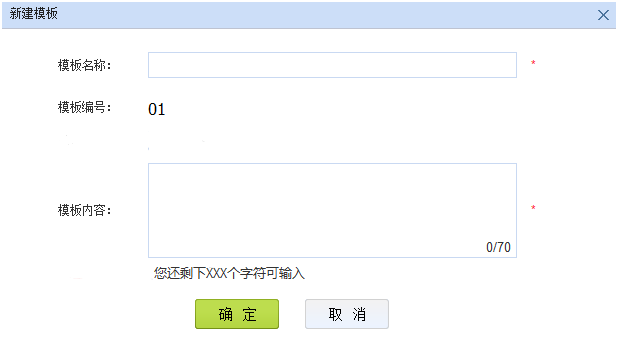 新建模板
模板名称： *
模板编号： 01
模板内容： *
0/70
您还剩下XXX个字符可输入
确 定 取 消